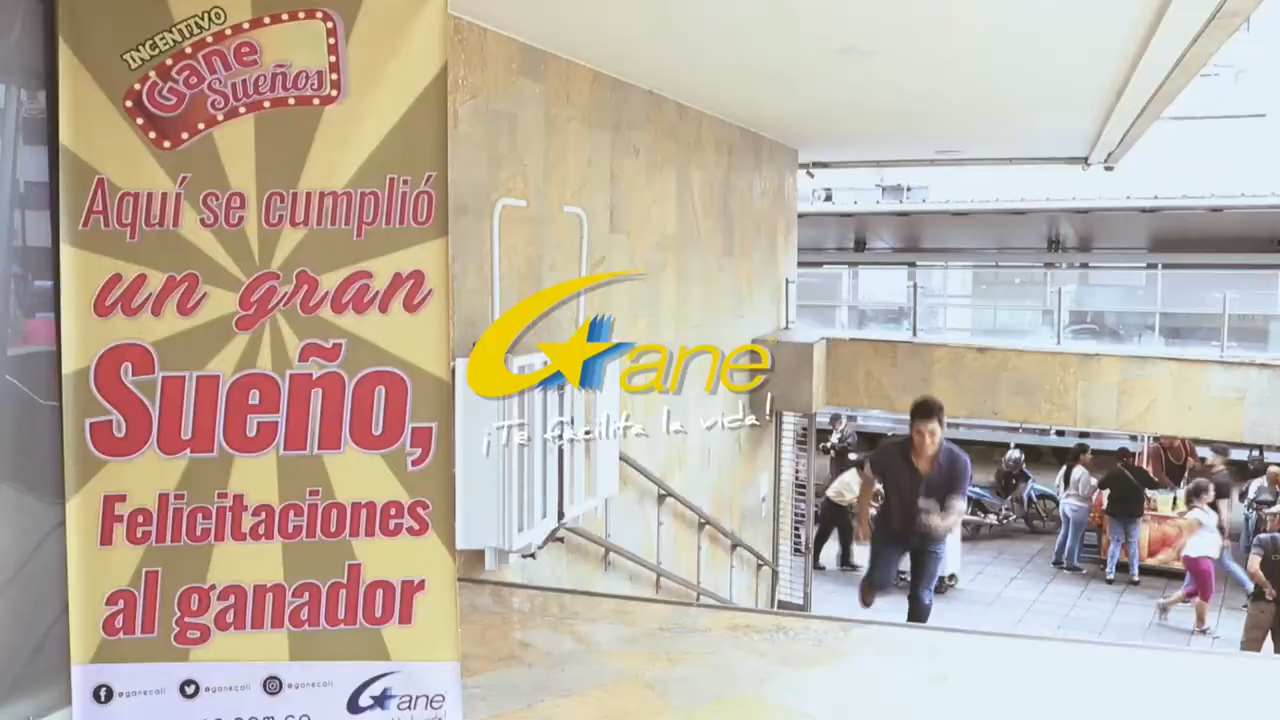 INCENTIVO
Gane
Sueños
Aquí se cumplió
un gran
Sueño,
Felicitaciones
al ganador
@ganecali @ganecali @ganecali
Gane
Gane
¡Te facilita la vida!